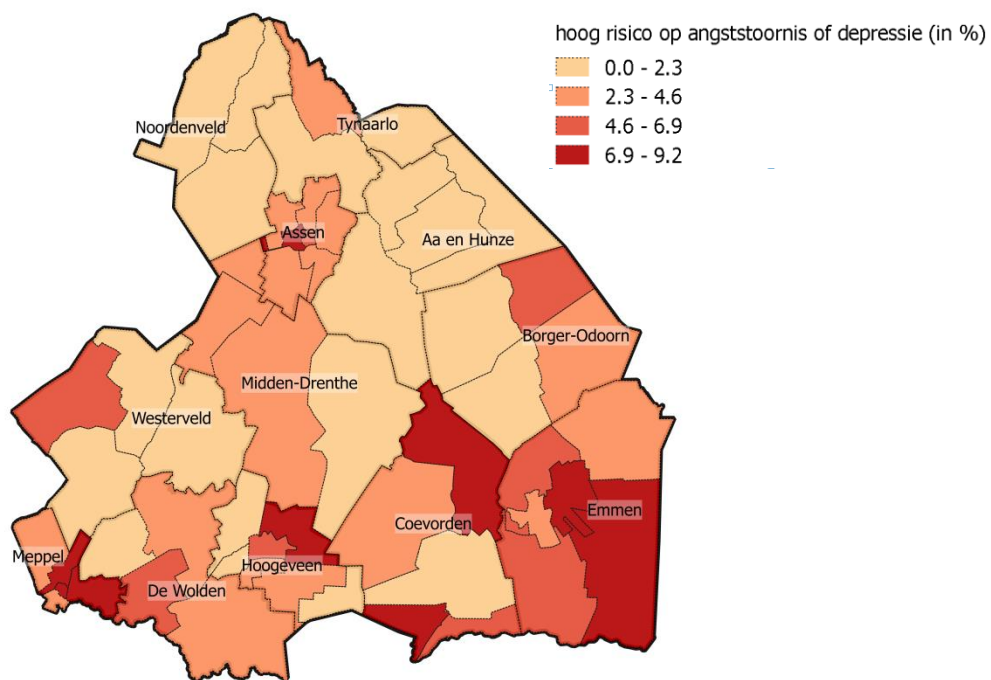 hoog risico op angststoornis of depressie (in %)
0.0 - 2.3
2.3 - 4.6
4.6 - 6.9
6.9 - 9.2
Noordenveld
Tynaarlo
Assen
Aa en Hunze
Borger-Odoorn
Midden-Drenthe
Westerveld
Emmen
Coevorden
Meppel
Hoogeveen
De Wolden